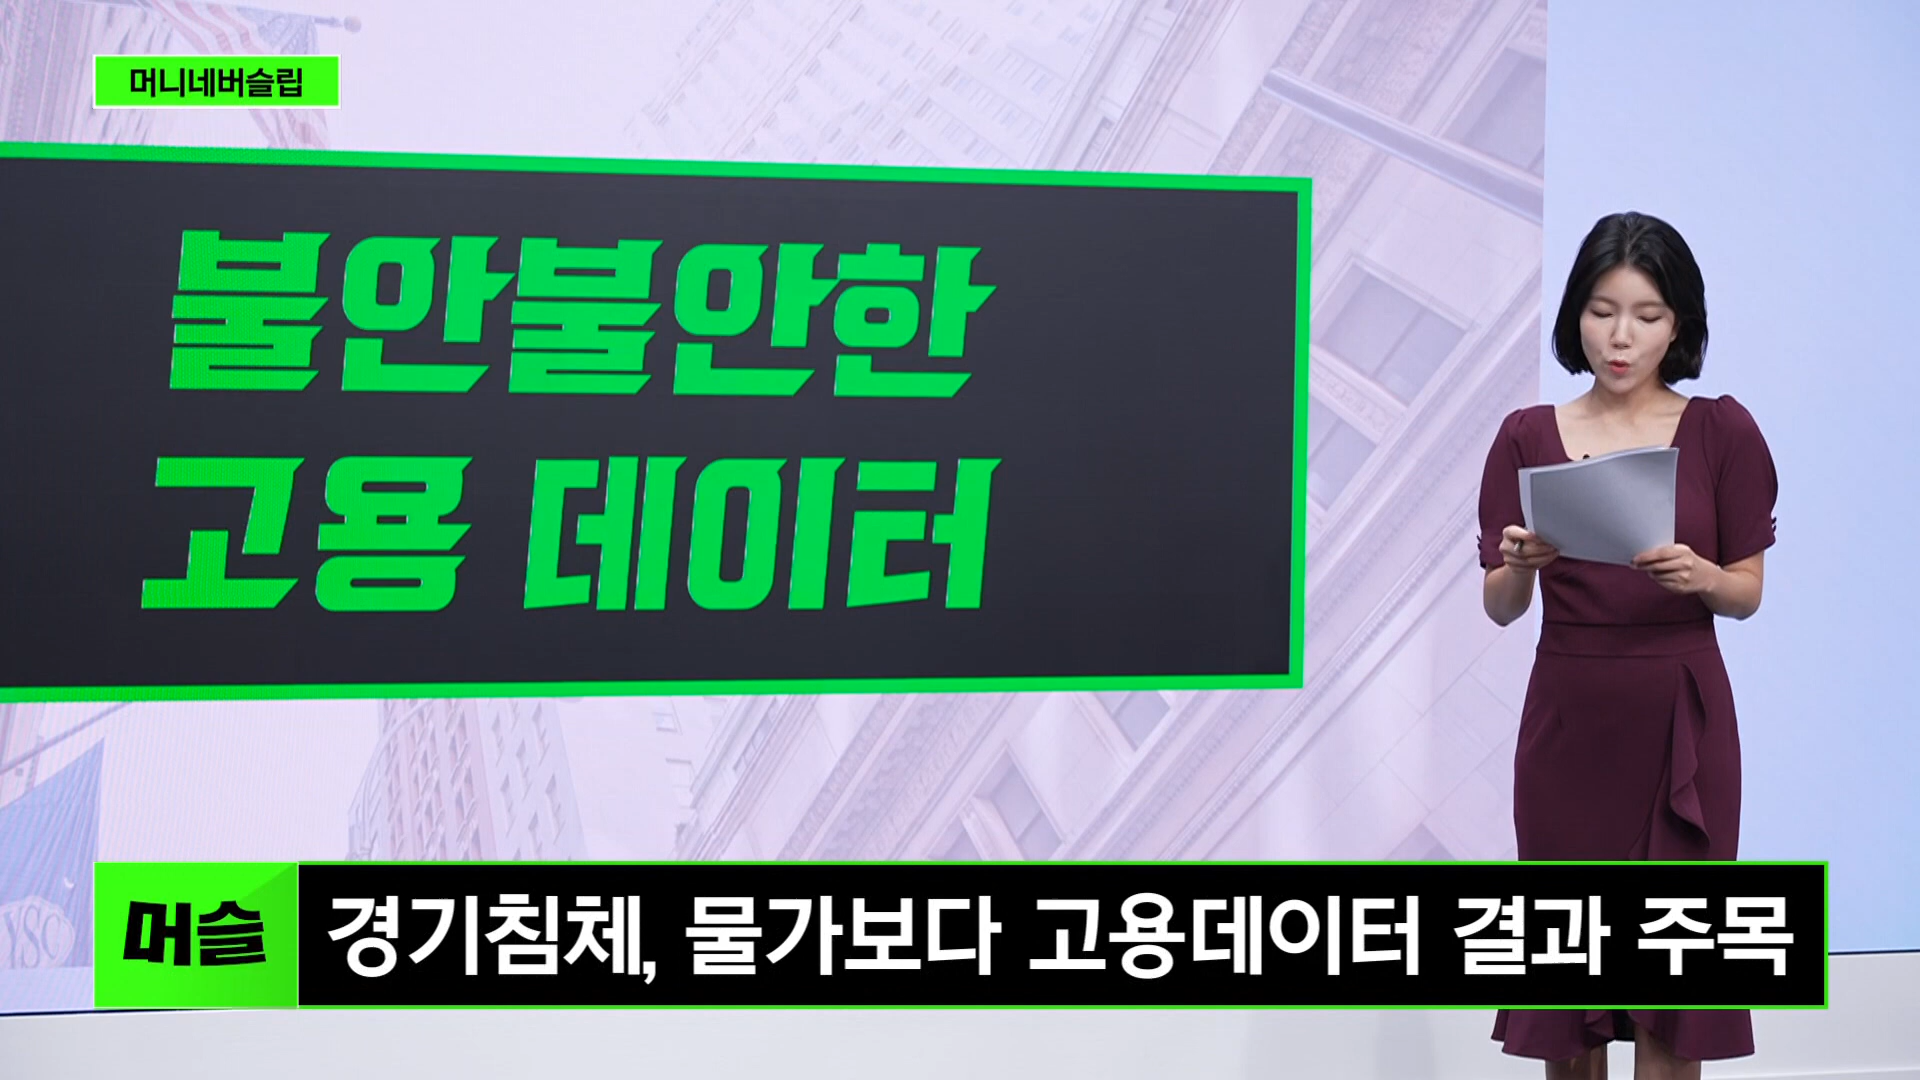 머니네버슬립
불안불안한
고용 데이터
YSC
머슬
경기침체, 물가보다 고용데이터 결과 주목